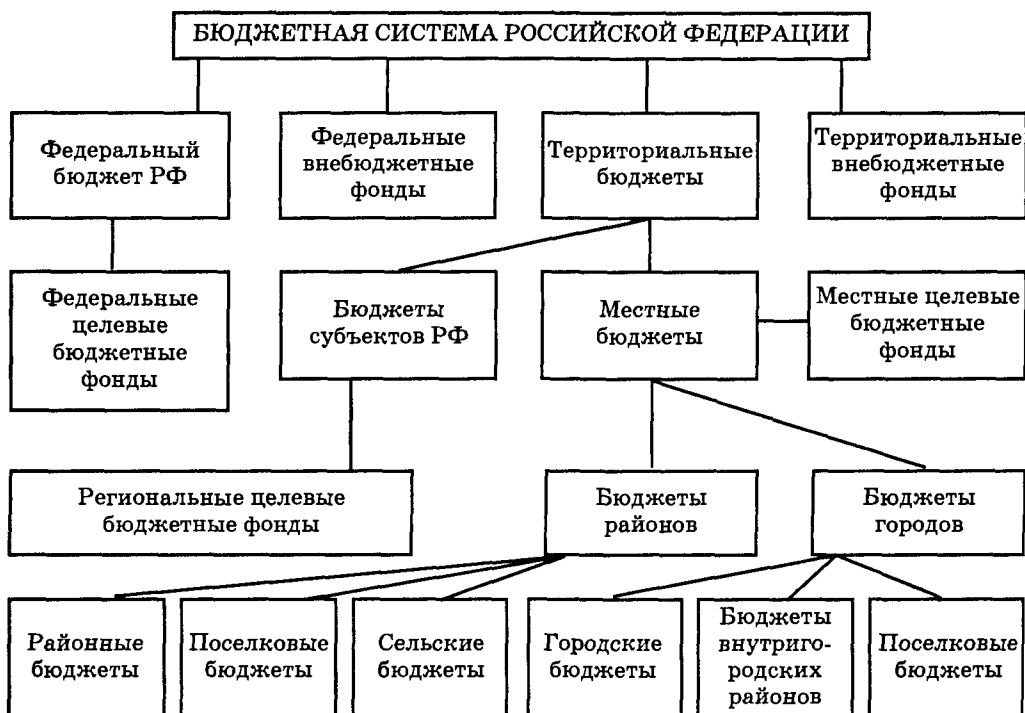 БЮДЖЕТНАЯ СИСТЕМА РОССИЙСКОЙ ФЕДЕРАЦИИ
Федеральный
бюджет РФ
Федеральные
внебюджетные
фонды
Территориальные
бюджеты
Территориальные
внебюджетные
фонды
Федеральные
целевые
бюджетные
фонды
Бюджеты
субъектов РФ
Местные
бюджеты
Местные целевые
бюджетные
фонды
Региональные целевые
бюджетные фонды
Бюджеты
районов
Бюджеты
городов
Районные
бюджеты
Поселковые
бюджеты
Сельские
бюджеты
Городские
бюджеты
Бюджеты
внутриго-
родских
районов
Поселковые
бюджеты